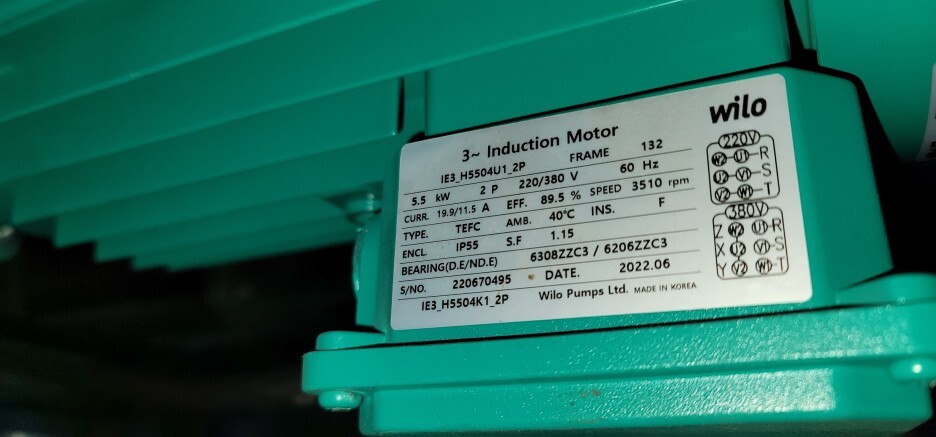 wilo
3~ Induction Motor
IE3_H5504U1_2P FRAME 132
5.5 kW 2 P 220/380 V 60 Hz
CURR. 19.9/11.5 A EFF. 89.5 % SPEED 3510 rpm
TYPE. TEFC AMB. 40℃ INS. F
ENCL IP55 S.F 1.15
BEARING(D.E/ND.E) 6308ZZC3 / 6206ZZC3
S/NO. 220670495 DATE. 2022.06
IE3_H5504K1_2P Wilo Pumps Ltd. MADE IN KOREA
220V
W2 U1 R
U2 V1 S
V2 W1 T
380V
Z W2 U1 R
X U2 V1 S
Y V2 W1 T